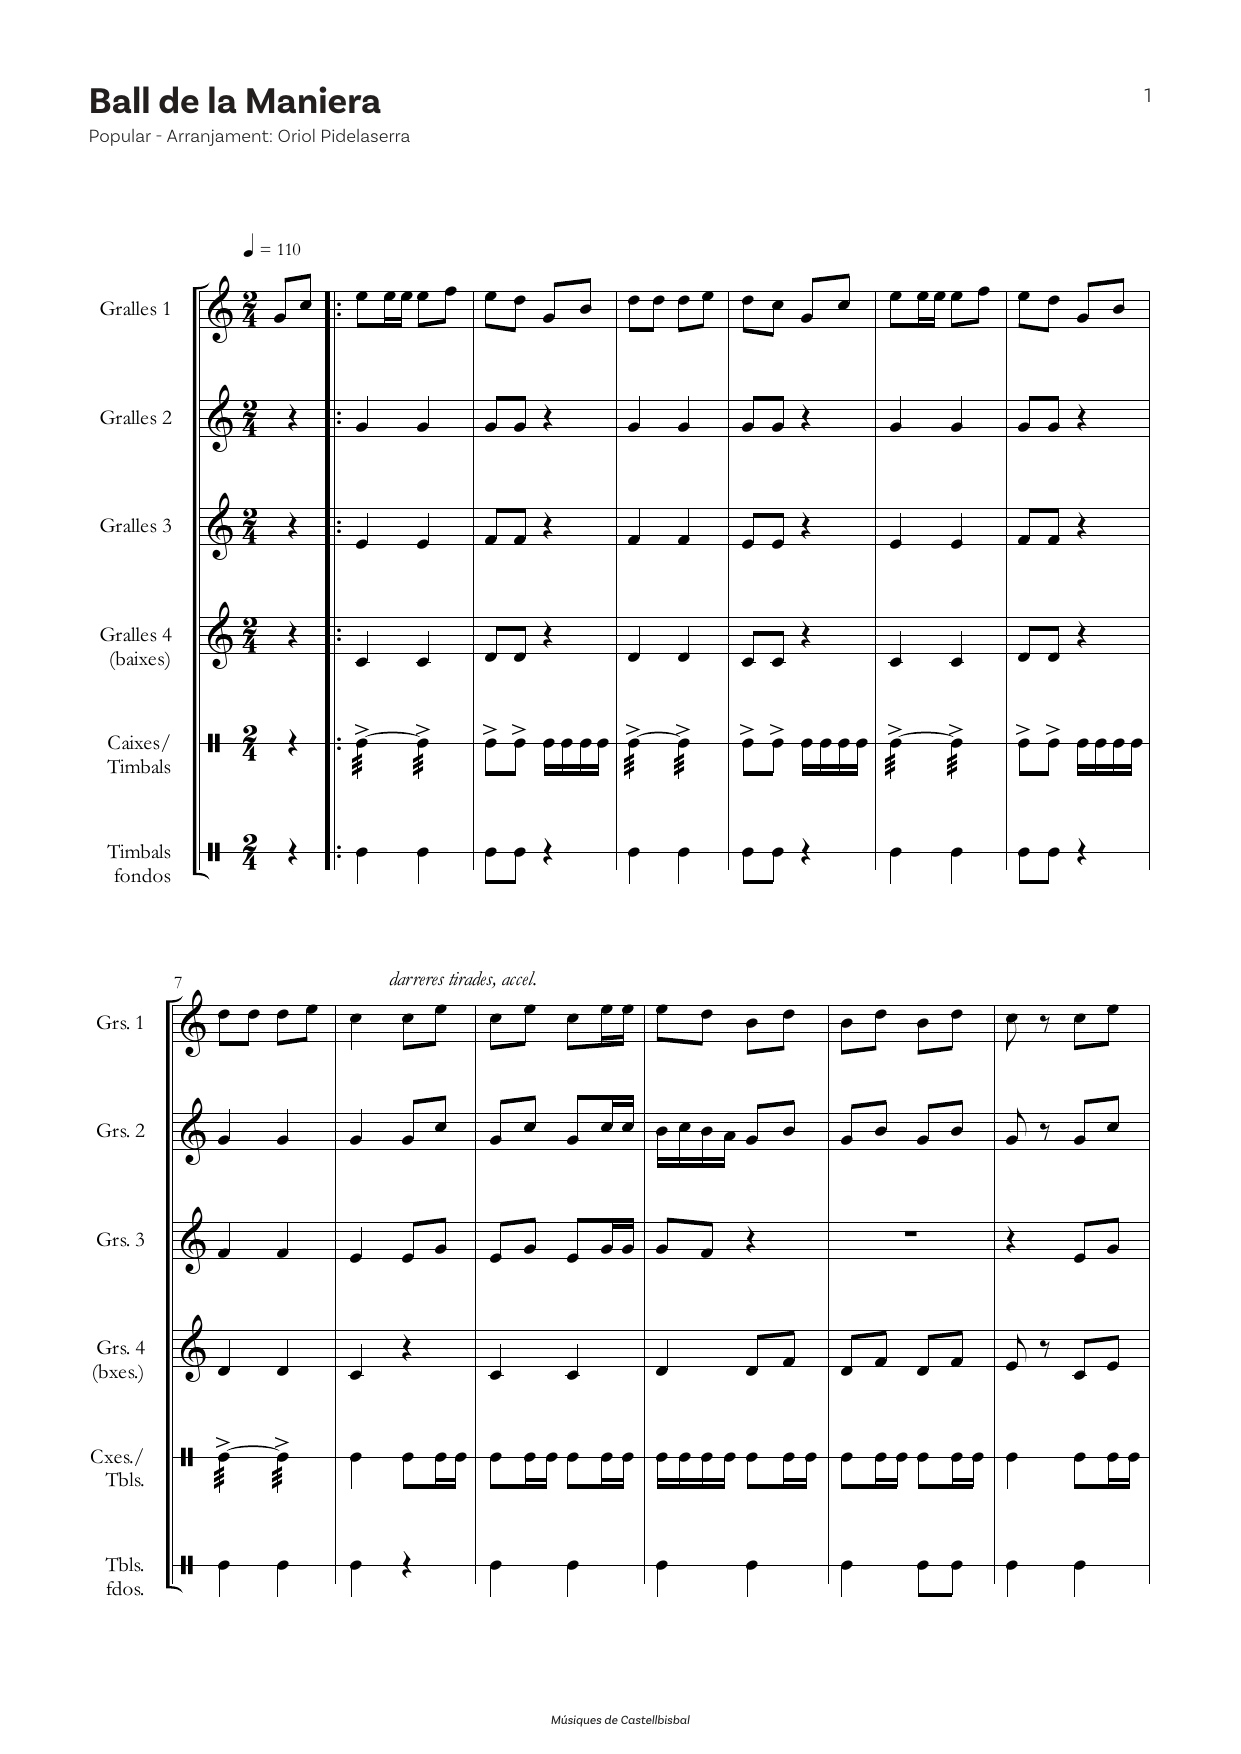 Ball de la Maniera
1
Popular - Arranjament: Oriol Pidelaserra
= 110
Gralles 1
Gralles 2
Gralles 3
Gralles 4
(baixes)
Caixes/
Timbals
Timbals
fondos
7
darreres tirades, accel.
Grs. 1
Grs. 2
Grs. 3
Grs. 4
(bxes.)
Cxes./
Tbls.
Tbls.
fdos.
Músiques de Castellbisbal